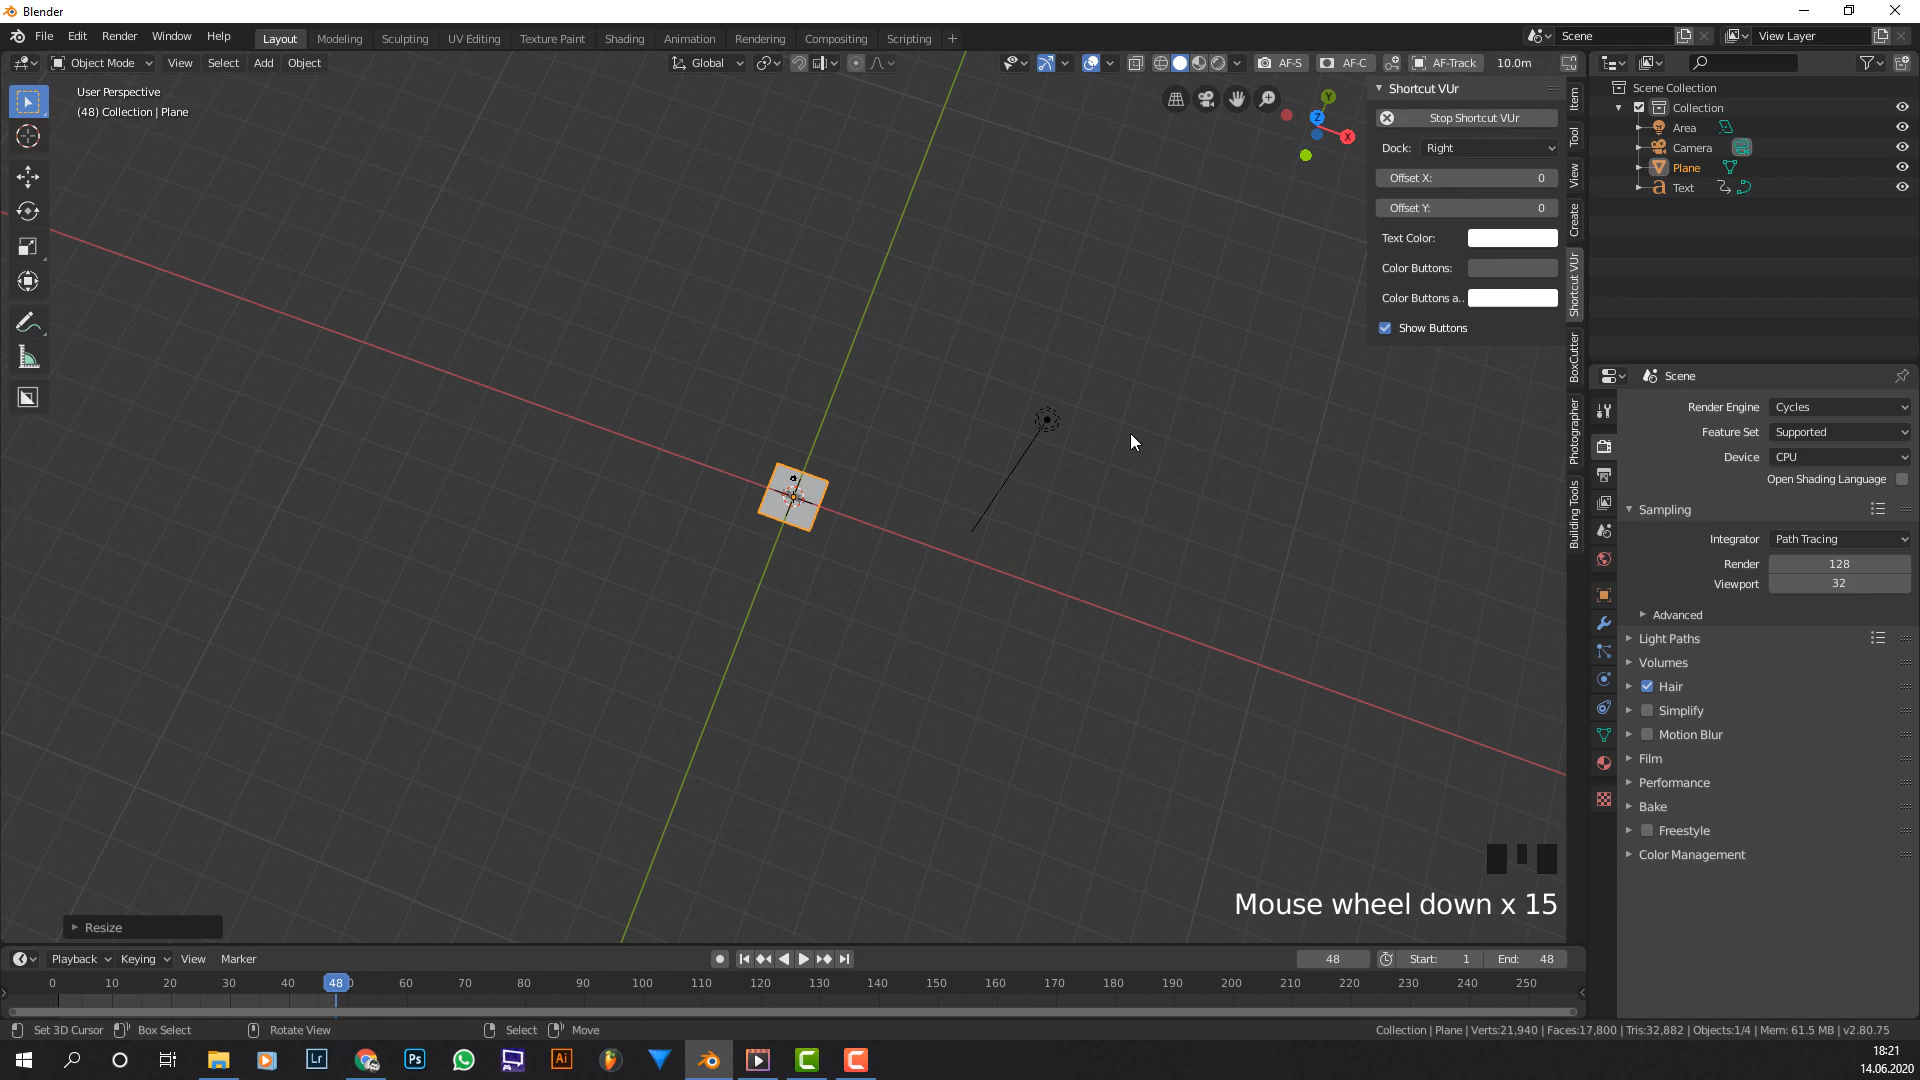 Blender
File Edit Render Window Help
Layout Modeling Sculpting UV Editing Texture Paint Shading Animation Rendering Compositing Scripting +
Scene
View Layer
Object Mode View Select Add Object
Global
AF-S AF-C AF-Track 10.0m
User Perspective
(48) Collection | Plane
Y
Z
X
Shortcut VUr
Stop Shortcut VUr
Dock: Right
Offset X: 0
Offset Y: 0
Text Color:
Color Buttons:
Color Buttons a..
Show Buttons
Item
Tool
View
Create
Shortcut VUr
BoxCutter
Photographer
Building Tools
Scene Collection
Collection
Area
Camera
Plane
Text
Scene
Render Engine Cycles
Feature Set Supported
Device CPU
Open Shading Language
Sampling
Integrator Path Tracing
Render 128
Viewport 32
Advanced
Light Paths
Volumes
Hair
Simplify
Motion Blur
Film
Performance
Bake
Freestyle
Color Management
Mouse wheel down x 15
Resize
Playback Keying View Marker
48 Start: 1 End: 48
0 10 20 30 40 48 60 70 80 90 100 110 120 130 140 150 160 170 180 190 200 210 220 230 240 250
Set 3D Cursor Box Select Rotate View Select Move
Collection | Plane | Verts:21,940 | Faces:17,800 | Tris:32,882 | Objects:1/4 | Mem: 61.5 MB | v2.80.75
Lr Ps Ai C C
18:21
14.06.2020